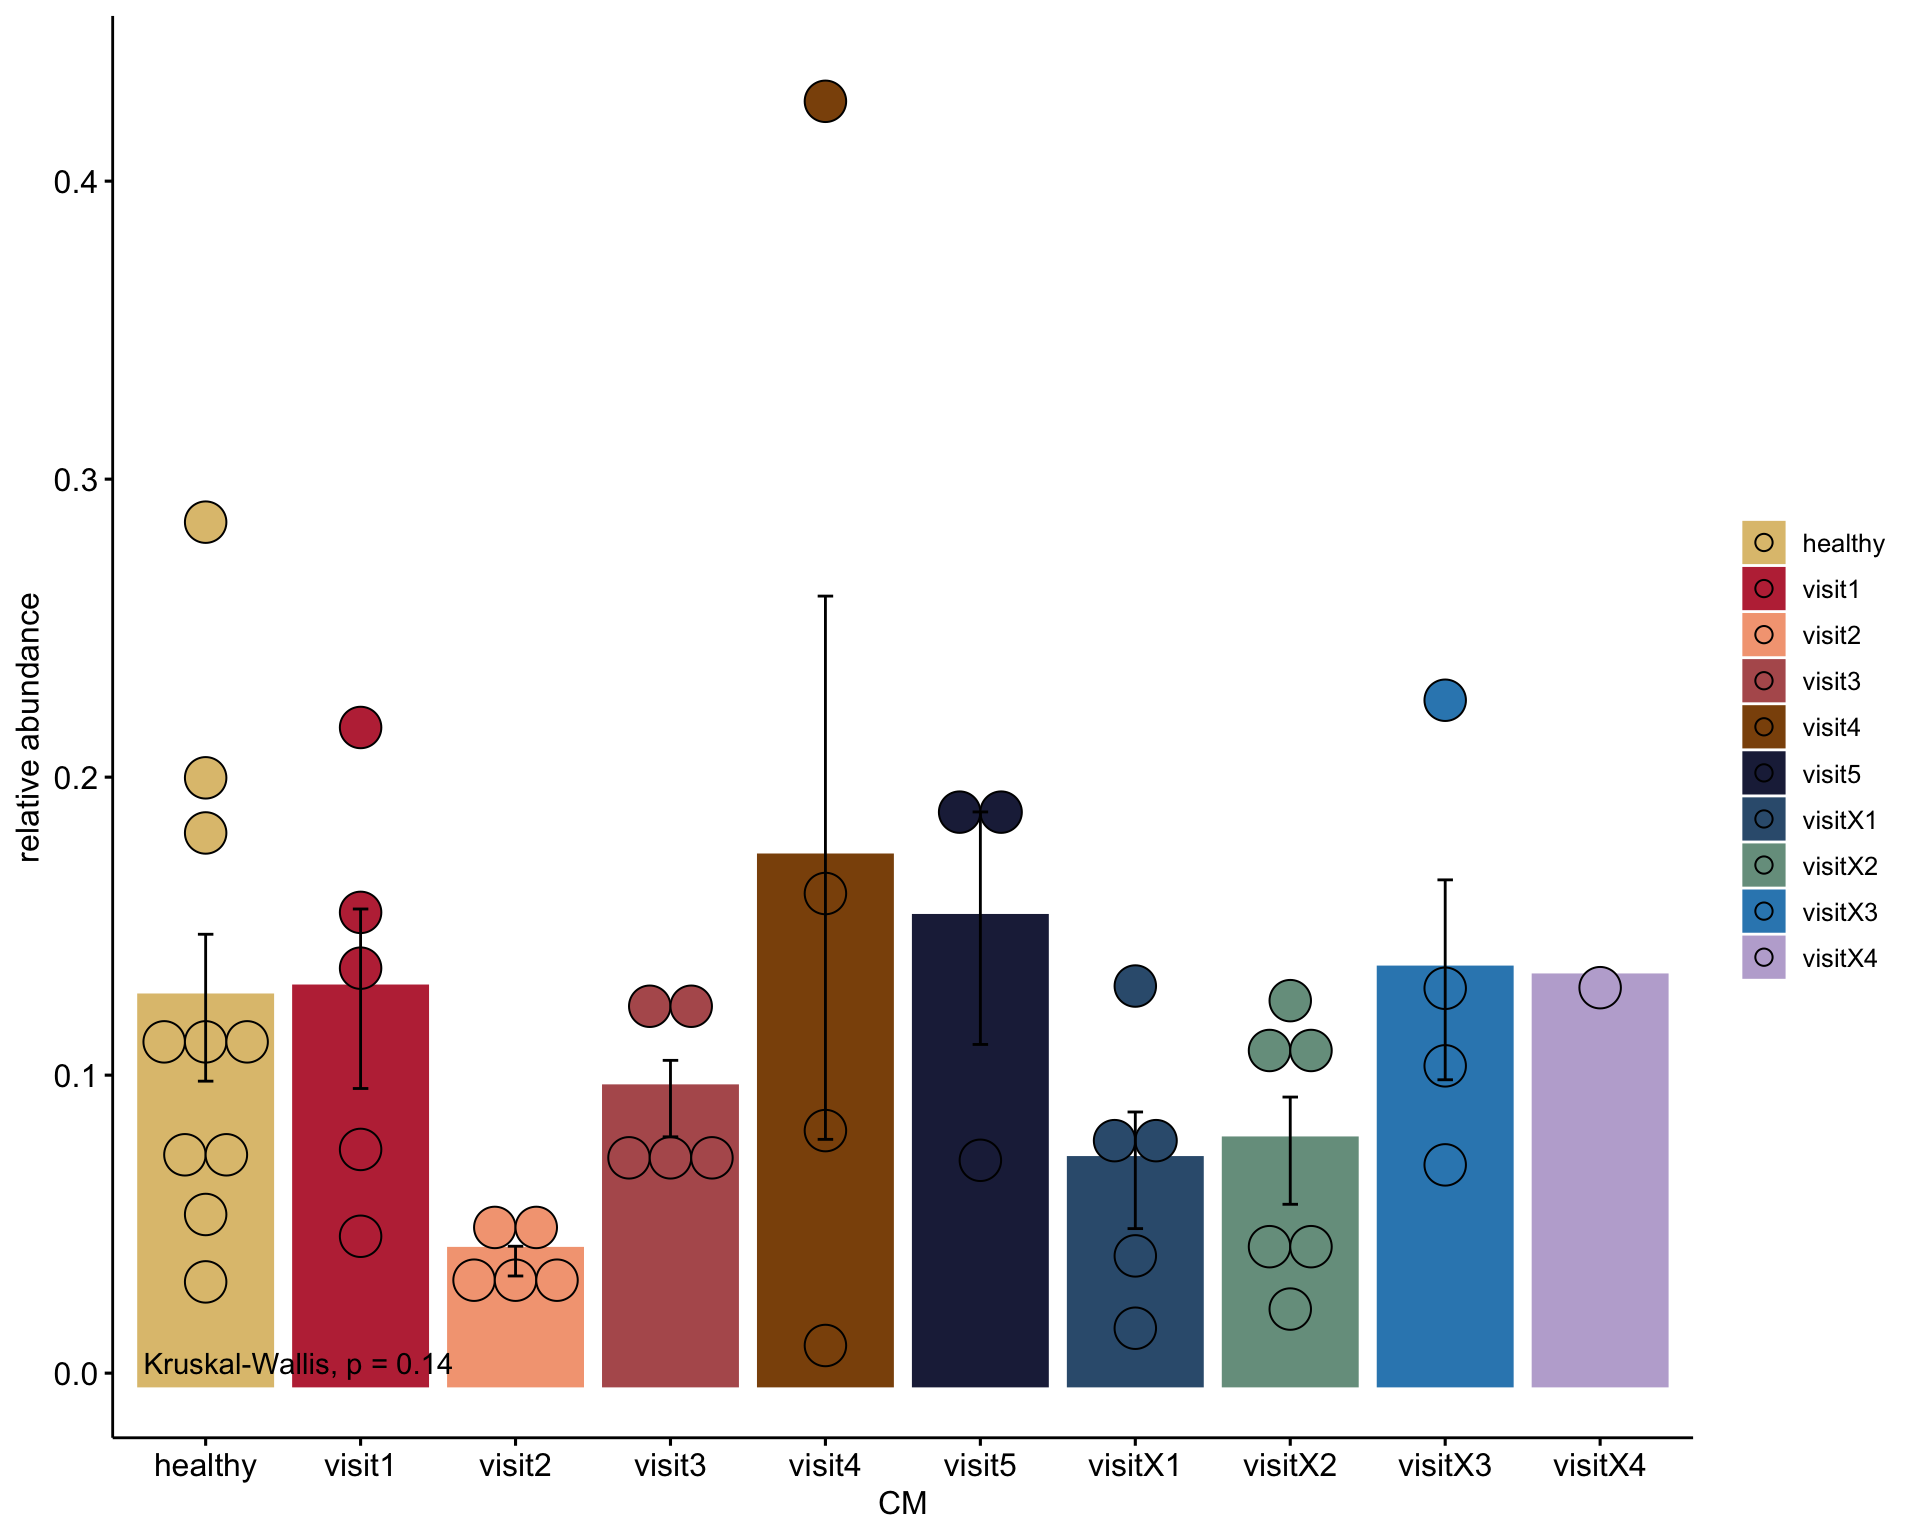 0.4
0.3
0.2
0.1
0.0
relative abundance
Kruskal-Wallis, p = 0.14
healthy visit1 visit2 visit3 visit4 visit5 visitX1 visitX2 visitX3 visitX4
CM
healthy
visit1
visit2
visit3
visit4
visit5
visitX1
visitX2
visitX3
visitX4